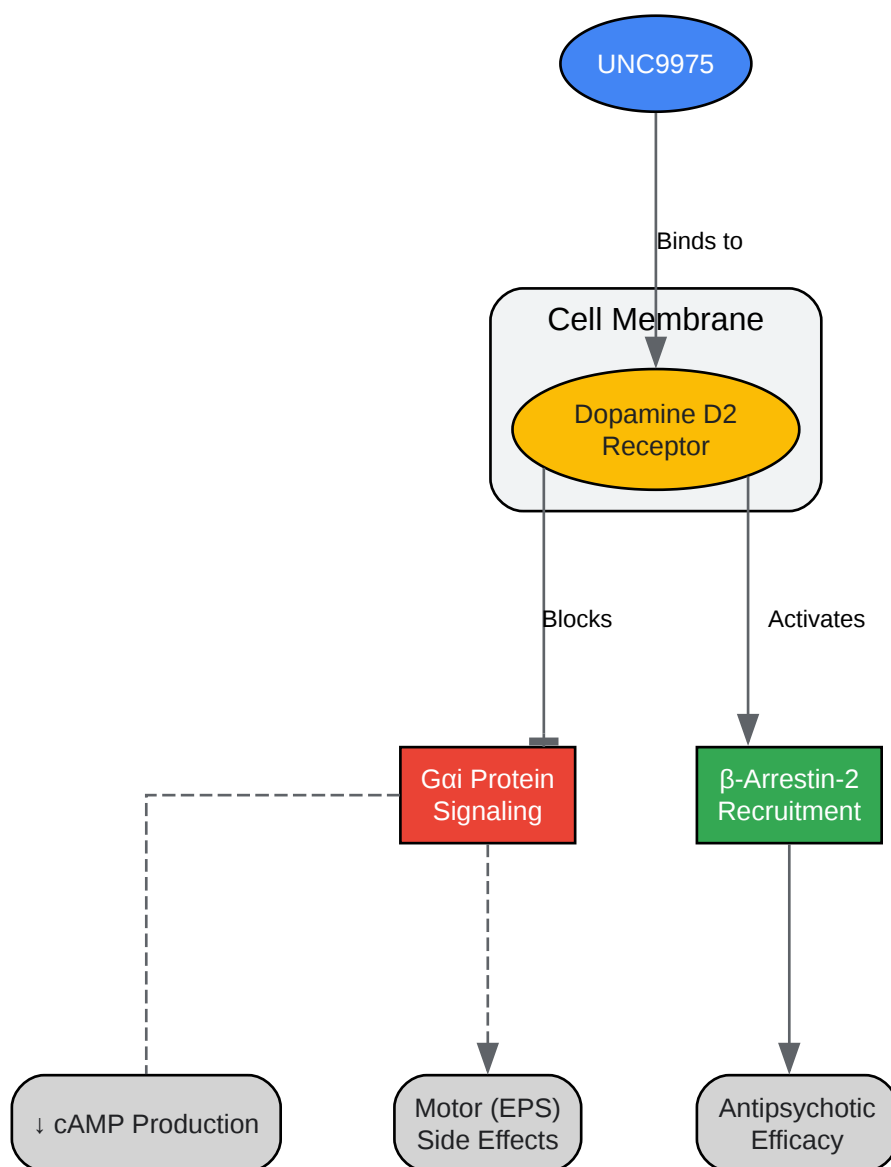 UNC9975
Binds to
Cell Membrane
Dopamine D2
Receptor
Blocks
Activates
Gαi Protein
Signaling
β-Arrestin-2
Recruitment
↓ cAMP Production
Motor (EPS)
Side Effects
Antipsychotic
Efficacy